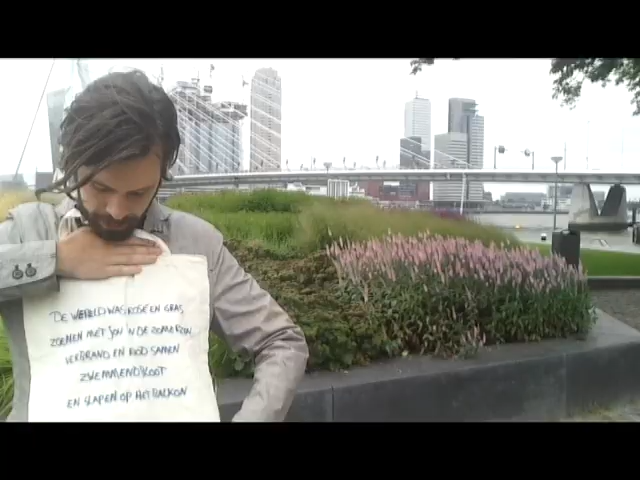 DE WERELD WAS ROSE EN GRAS,
ZOENEN MET JOU IN DE ZOMERZON
VERBRAND EN ROOD SAMEN
ZWEMMEND BLOOT
EN SLAPEN OP HET BALKON